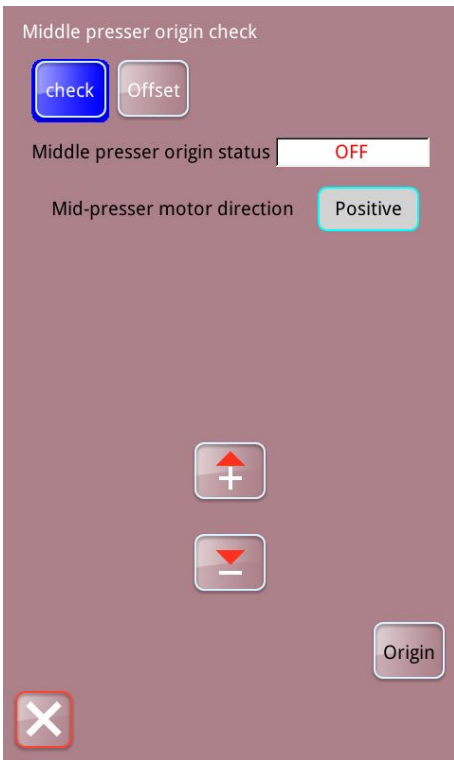 Middle presser origin check
check Offset
Middle presser origin status OFF
Mid-presser motor direction Positive
+
−
Origin